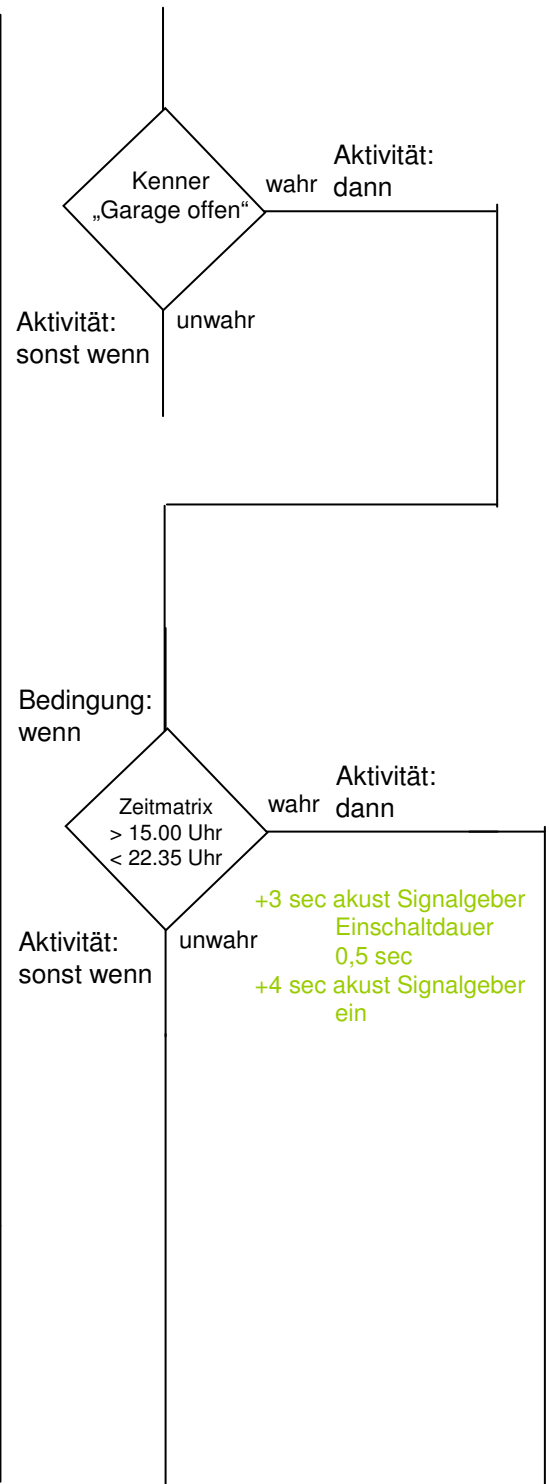 Kenner
„Garage offen“
wahr
Aktivität:
dann
Aktivität:
sonst wenn
unwahr
Bedingung:
wenn
Zeitmatrix
> 15.00 Uhr
< 22.35 Uhr
wahr
Aktivität:
dann
+3 sec akust Signalgeber
Einschaltdauer
0,5 sec
+4 sec akust Signalgeber
ein
Aktivität:
sonst wenn
unwahr